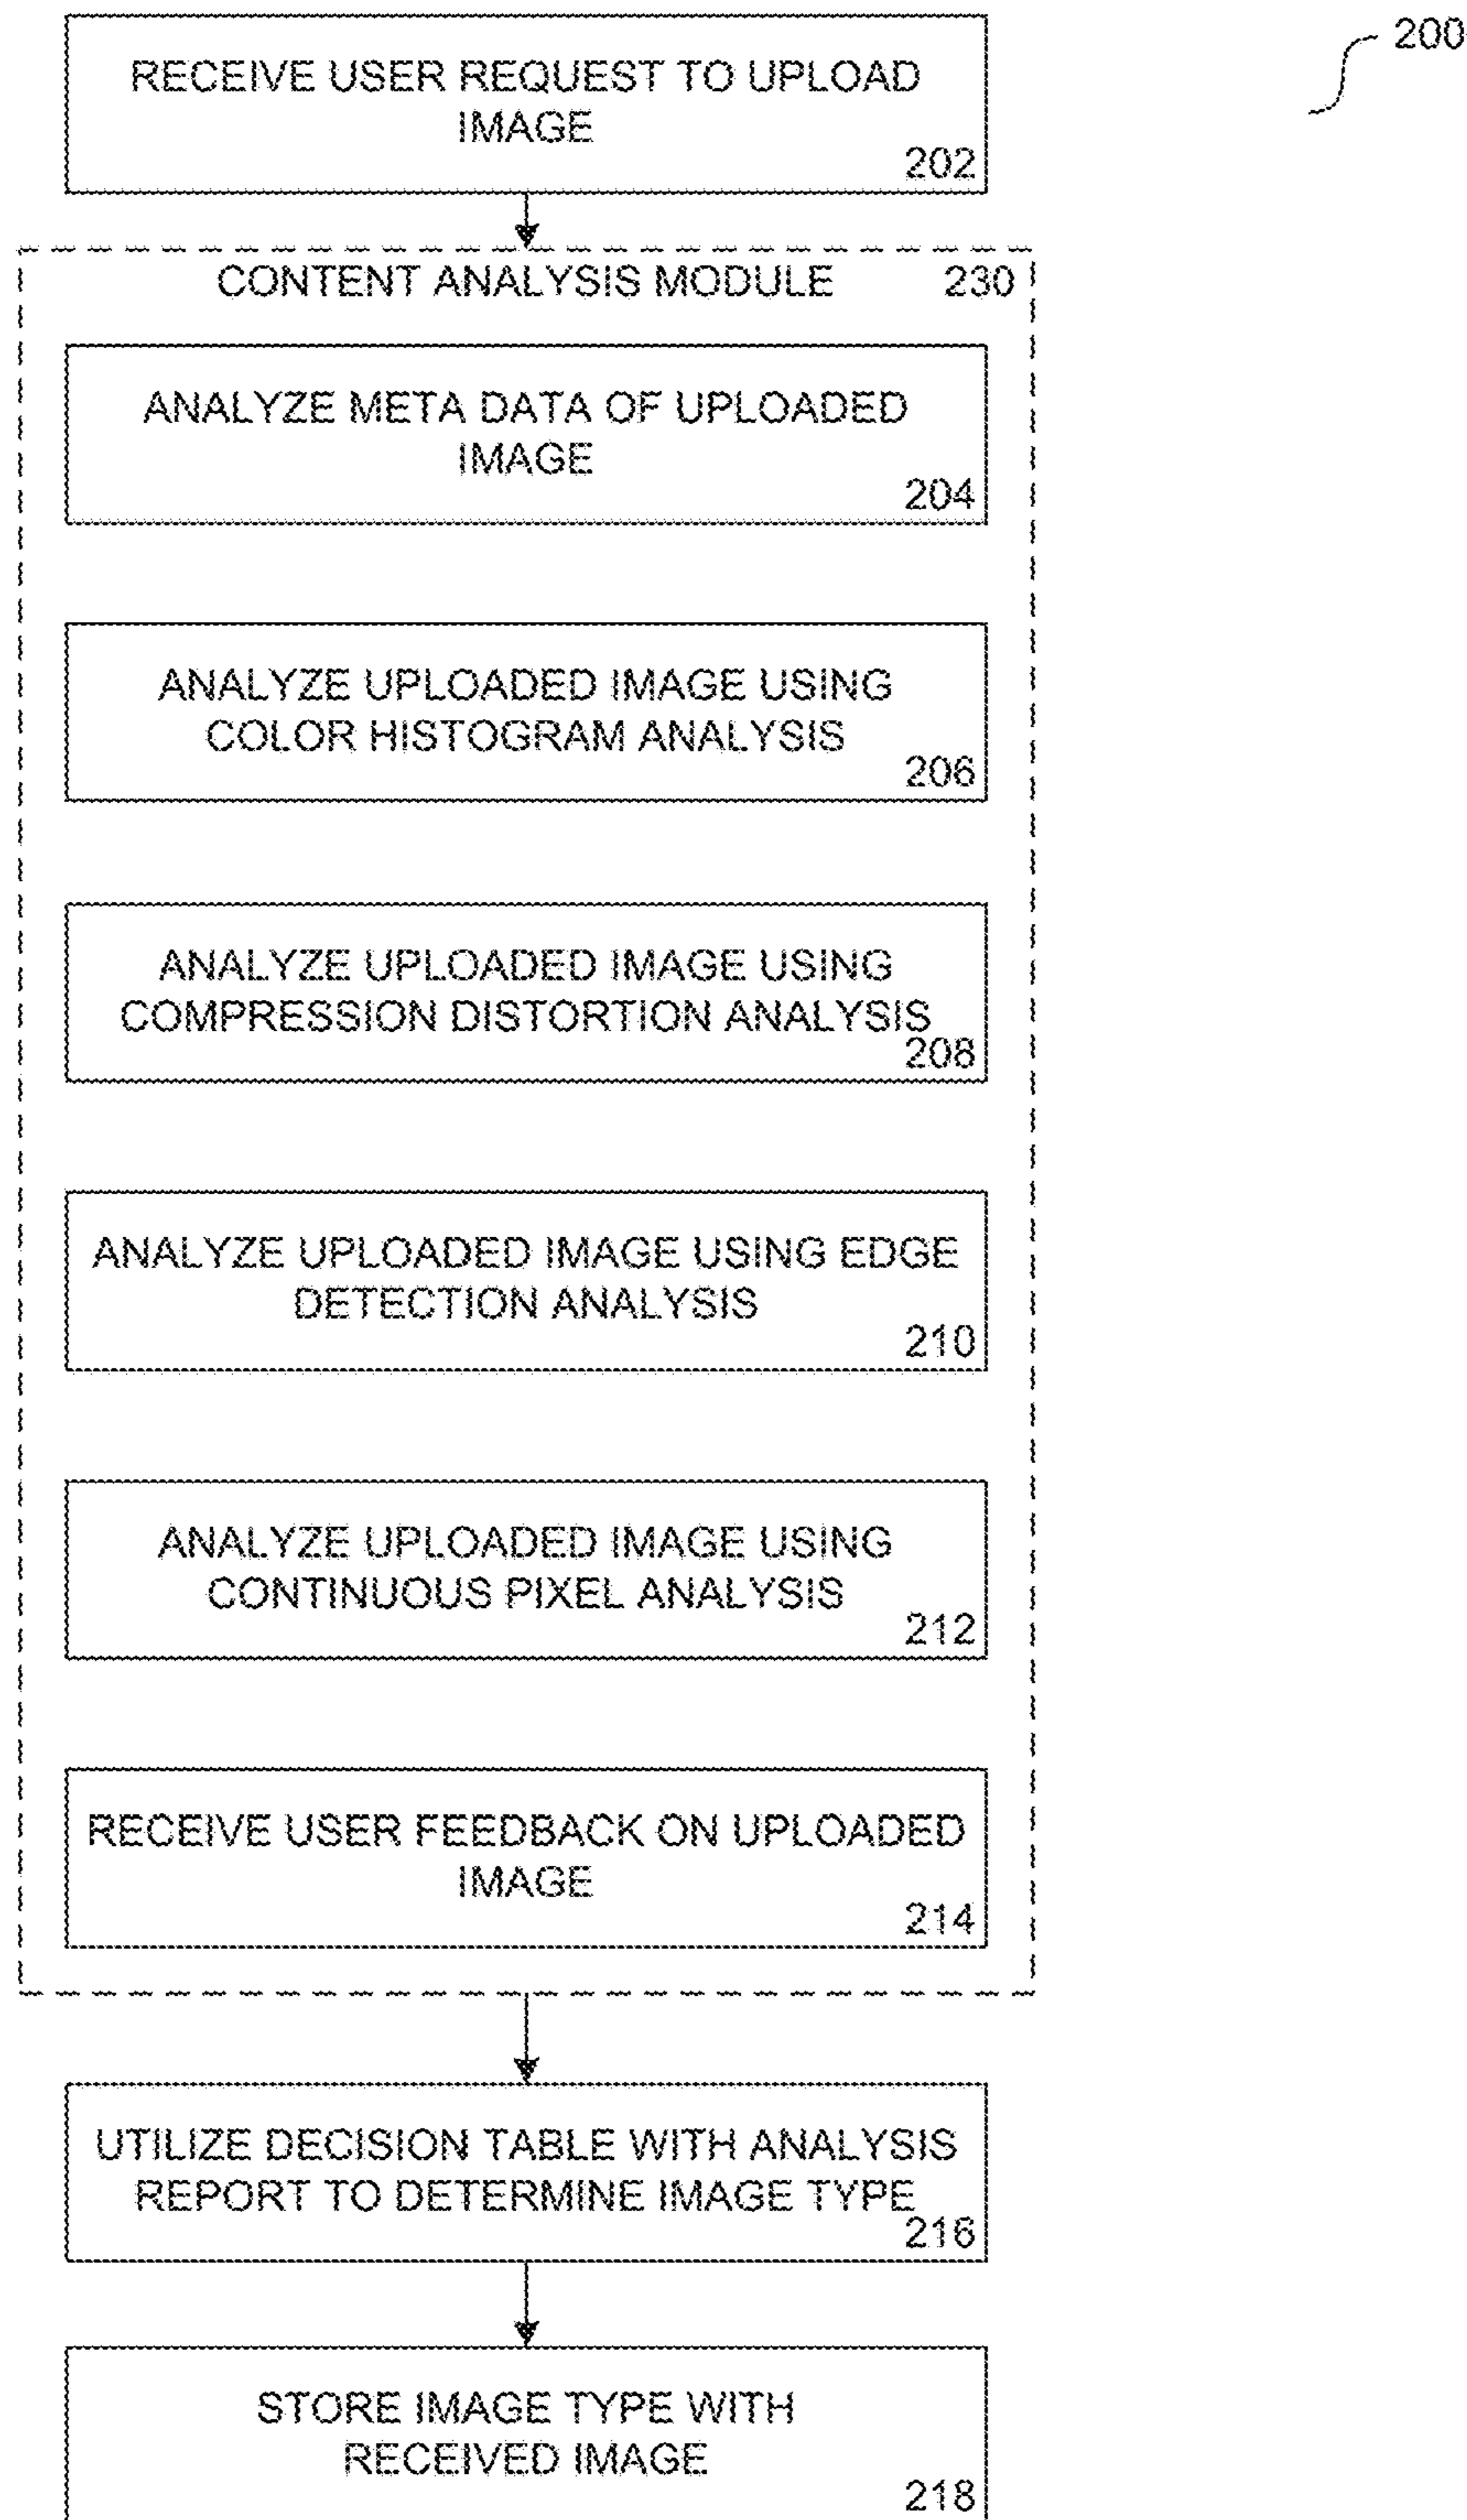 200
RECEIVE USER REQUEST TO UPLOAD
IMAGE
202
CONTENT ANALYSIS MODULE 230
ANALYZE META DATA OF UPLOADED
IMAGE
204
ANALYZE UPLOADED IMAGE USING
COLOR HISTOGRAM ANALYSIS
206
ANALYZE UPLOADED IMAGE USING
COMPRESSION DISTORTION ANALYSIS
208
ANALYZE UPLOADED IMAGE USING EDGE
DETECTION ANALYSIS
210
ANALYZE UPLOADED IMAGE USING
CONTINUOUS PIXEL ANALYSIS
212
RECEIVE USER FEEDBACK ON UPLOADED
IMAGE
214
UTILIZE DECISION TABLE WITH ANALYSIS
REPORT TO DETERMINE IMAGE TYPE
216
STORE IMAGE TYPE WITH
RECEIVED IMAGE
218